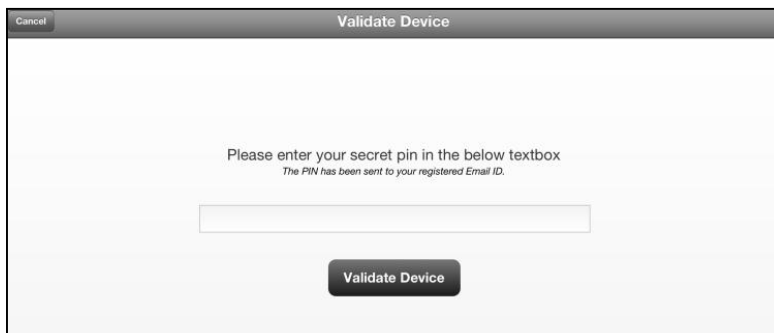 Cancel
Validate Device
Please enter your secret pin in the below textbox
The PIN has been sent to your registered Email ID.
Validate Device